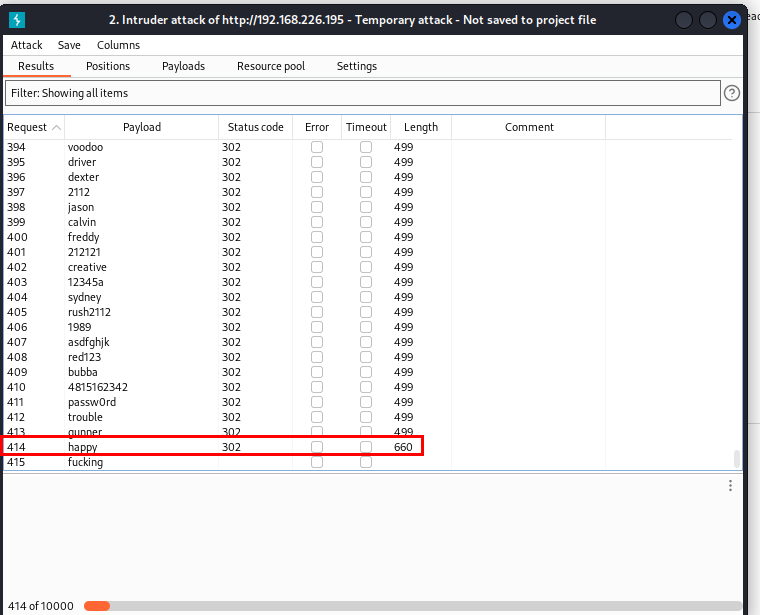 2. Intruder attack of http://192.168.226.195 - Temporary attack - Not saved to project file
Attack Save Columns
Results Positions Payloads Resource pool Settings
Filter: Showing all items
?
Request Payload Status code Error Timeout Length Comment
394 voodoo 302 499
395 driver 302 499
396 dexter 302 499
397 2112 302 499
398 jason 302 499
399 calvin 302 499
400 freddy 302 499
401 212121 302 499
402 creative 302 499
403 12345a 302 499
404 sydney 302 499
405 rush2112 302 499
406 1989 302 499
407 asdfghjk 302 499
408 red123 302 499
409 bubba 302 499
410 4815162342 302 499
411 passw0rd 302 499
412 trouble 302 499
413 gunner 302 499
414 happy 302 660
415 fucking
414 of 10000